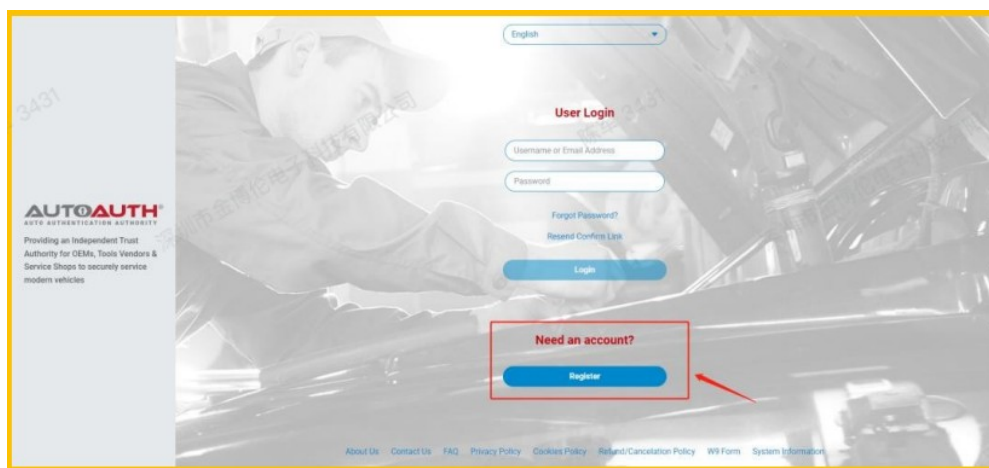 English
User Login
Username or Email Address
Password
Forgot Password?
Resend Confirm Link
Login
AUTOAUTH®
AUTO AUTHENTICATION AUTHORITY
Providing an Independent Trust
Authority for OEMs, Tools Vendors &
Service Shops to securely service
modern vehicles
Need an account?
Register
About Us Contact Us FAQ Privacy Policy Cookies Policy Refund/Cancelation Policy W9 Form System Information
3431